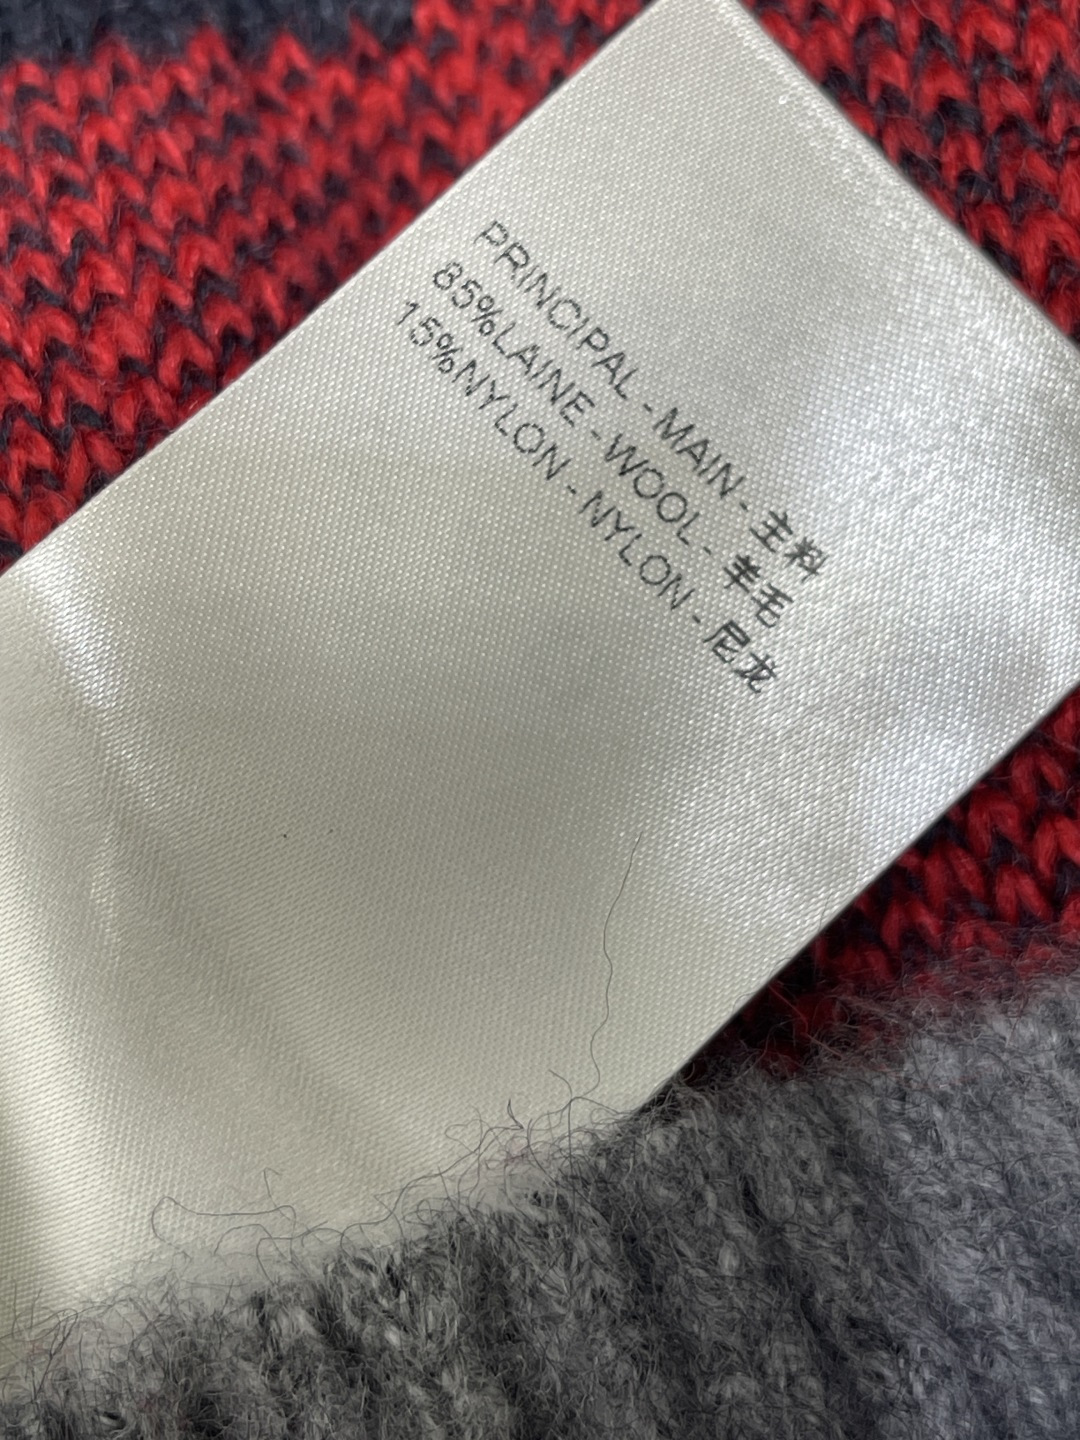 PRINCIPAL - MAIN - 主料
85%LAINE - WOOL - 羊毛
15%NYLON - NYLON - 尼龙